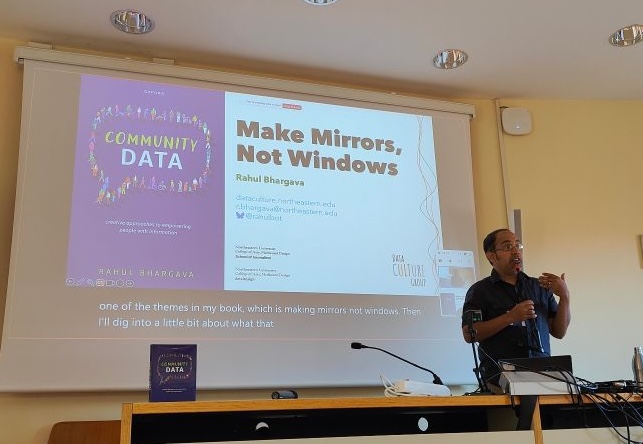 OXFORD
COMMUNITY
DATA
creative approaches to empowering
people with information
RAHUL BHARGAVA
Make Mirrors,
Not Windows
Rahul Bhargava
dataculture.northeastern.edu
r.bhargava@northeastern.edu
@rahulbot
Northeastern University
College of Arts, Media and Design
School of Journalism
Northeastern University
College of Arts, Media and Design
DATA
CULTURE
GROUP
one of the themes in my book, which is making mirrors not windows. Then
I'll dig into a little bit about what that
COMMUNITY
DATA